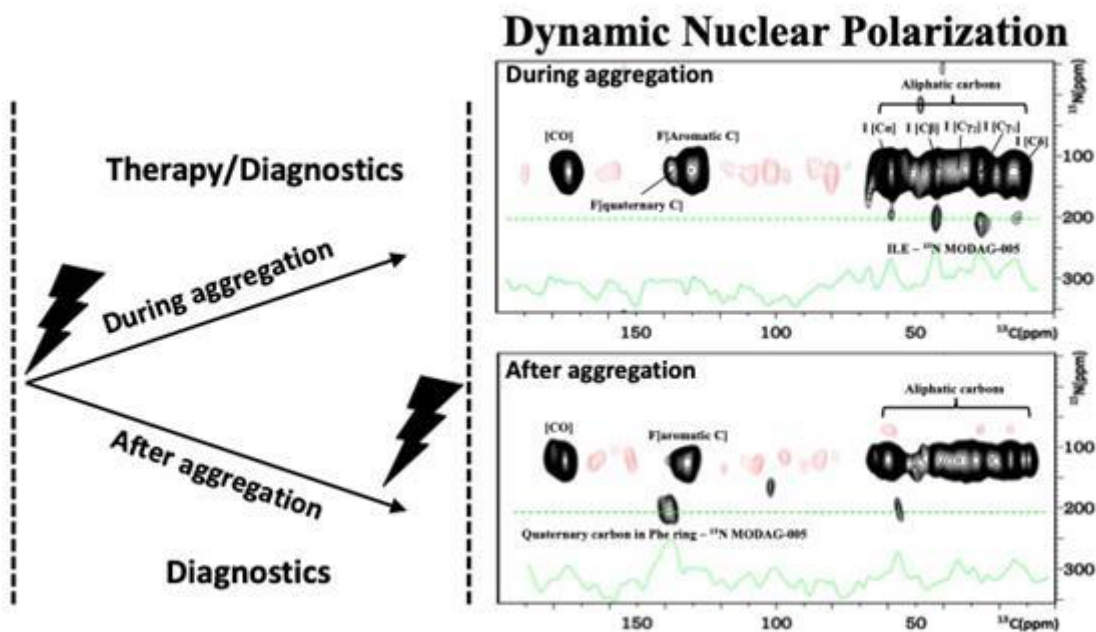 Dynamic Nuclear Polarization
Therapy/Diagnostics
During aggregation
After aggregation
Diagnostics
During aggregation
Aliphatic carbons
[CO]
F[Aromatic C]
I [Cα] I [Cβ] I [Cγ₂] I [Cγ₁]
I [Cδ]
F[quaternary C]
ILE – ¹⁵N MODAG-005
¹⁵N(ppm)
100
200
300
150 100 50 ¹³C(ppm)
After aggregation
Aliphatic carbons
[CO]
F[aromatic C]
Quaternary carbon in Phe ring – ¹⁵N MODAG-005
¹⁵N(ppm)
100
200
300
150 100 50 ¹³C(ppm)